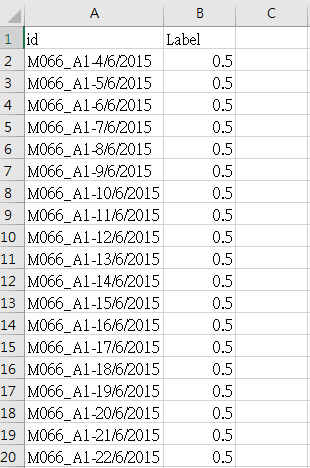 A B C
1 id Label
2 M066_A1-4/6/2015 0.5
3 M066_A1-5/6/2015 0.5
4 M066_A1-6/6/2015 0.5
5 M066_A1-7/6/2015 0.5
6 M066_A1-8/6/2015 0.5
7 M066_A1-9/6/2015 0.5
8 M066_A1-10/6/2015 0.5
9 M066_A1-11/6/2015 0.5
10 M066_A1-12/6/2015 0.5
11 M066_A1-13/6/2015 0.5
12 M066_A1-14/6/2015 0.5
13 M066_A1-15/6/2015 0.5
14 M066_A1-16/6/2015 0.5
15 M066_A1-17/6/2015 0.5
16 M066_A1-18/6/2015 0.5
17 M066_A1-19/6/2015 0.5
18 M066_A1-20/6/2015 0.5
19 M066_A1-21/6/2015 0.5
20 M066_A1-22/6/2015 0.5